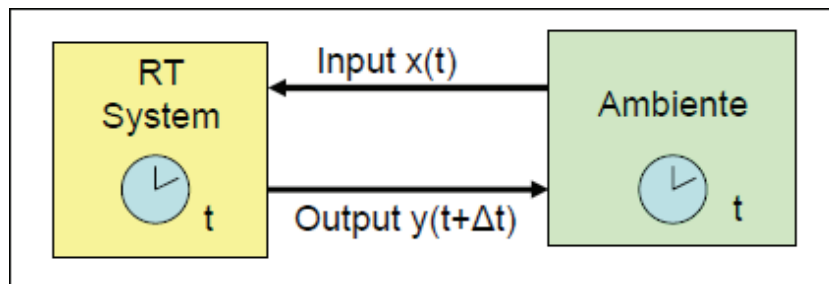 RT
System
t
Input x(t)
Output y(t+Δt)
Ambiente
t